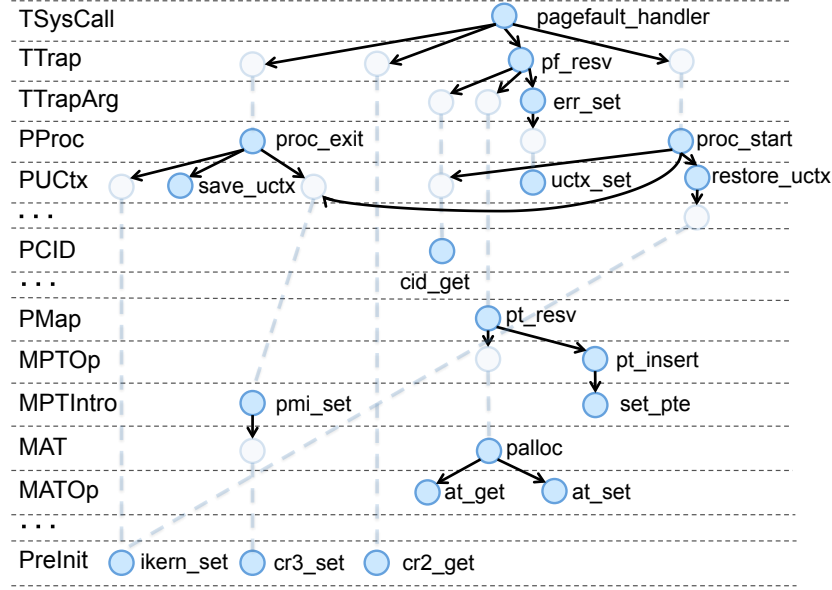 TSysCall pagefault_handler
TTrap pf_resv
TTrapArg err_set
PProc proc_exit proc_start
PUCtx save_uctx uctx_set restore_uctx
...
PCID
... cid_get
PMap pt_resv
MPTOp pt_insert
MPTIntro pmi_set set_pte
MAT palloc
MATOp at_get at_set
...
PreInit ikern_set cr3_set cr2_get